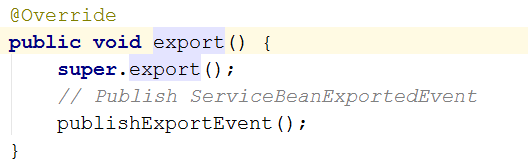 @Override
public void export() {
    super.export();
    // Publish ServiceBeanExportedEvent
    publishExportEvent();
}